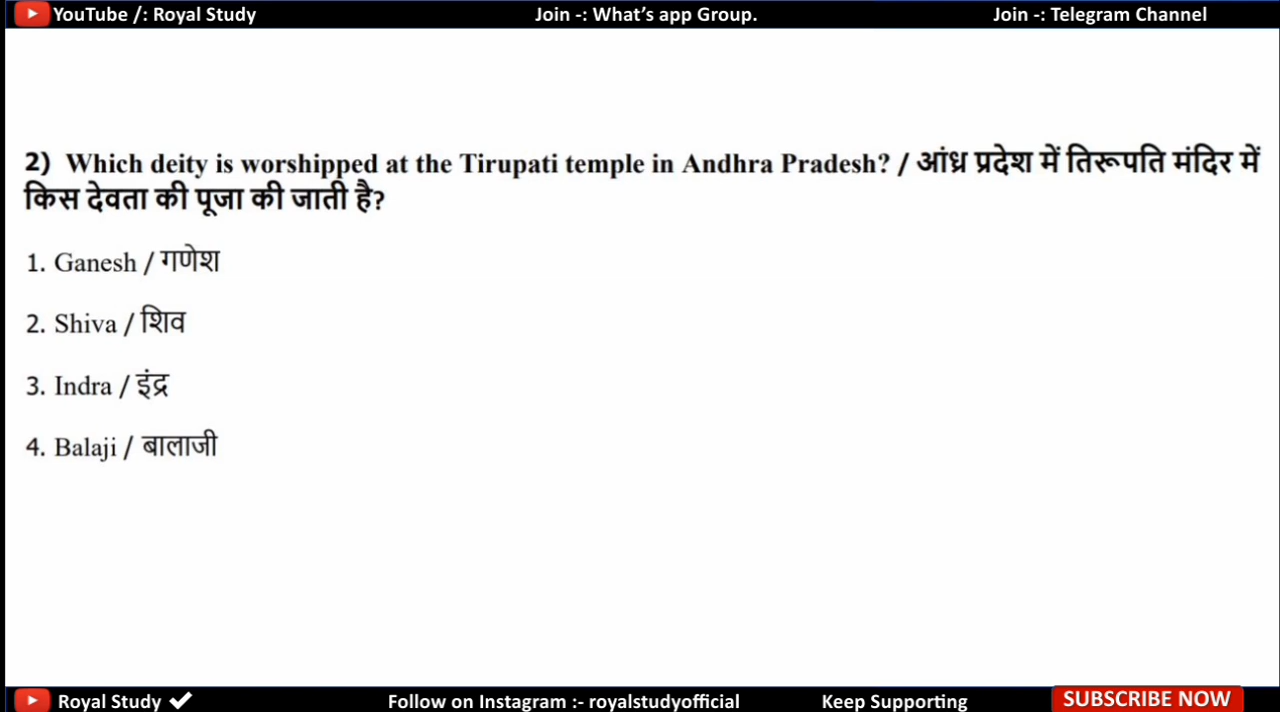 YouTube /: Royal Study Join -: What’s app Group. Join -: Telegram Channel
2) Which deity is worshipped at the Tirupati temple in Andhra Pradesh? / आंध्र प्रदेश में तिरूपति मंदिर में
किस देवता की पूजा की जाती है?
1. Ganesh / गणेश
2. Shiva / शिव
3. Indra / इंद्र
4. Balaji / बालाजी
Royal Study ✔ Follow on Instagram :- royalstudyofficial Keep Supporting SUBSCRIBE NOW